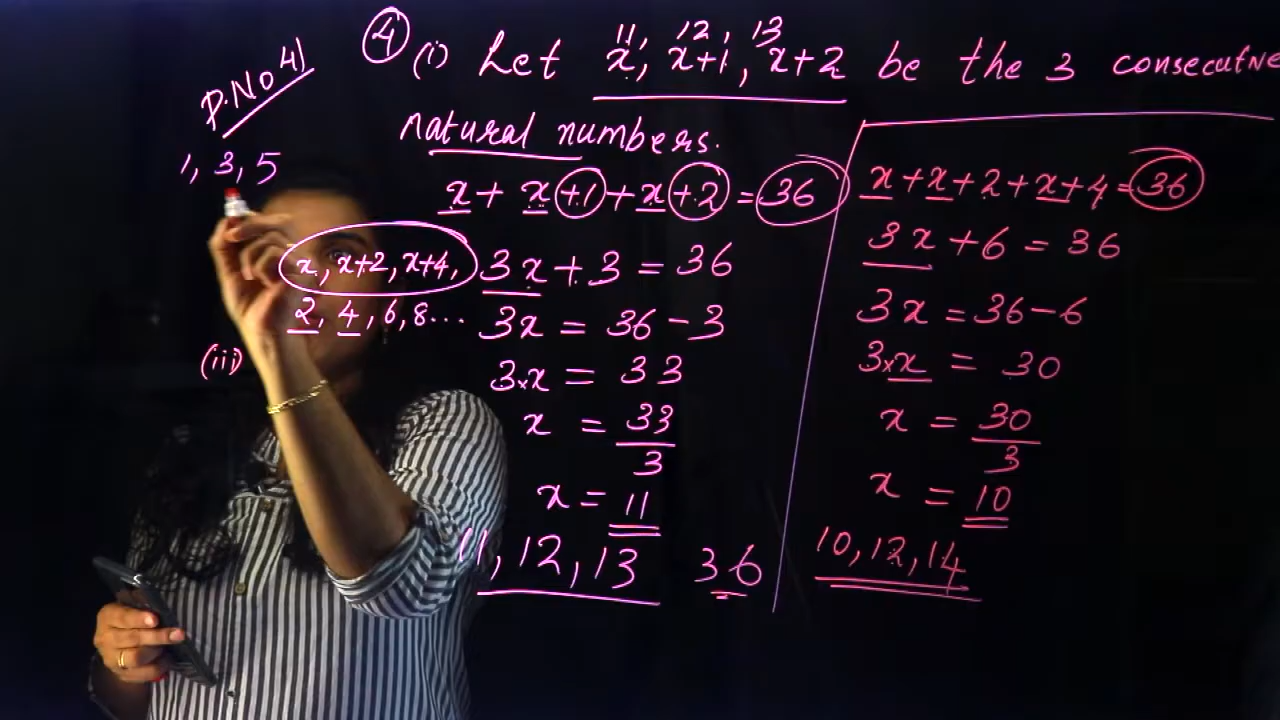 P.No 41
④ (i) Let x, x+1, x+2 be the 3 consecutive
11, 12, 13
natural numbers.
1, 3, 5
x + x+1 + x+2 = 36
x, x+2, x+4,
3x + 3 = 36
2, 4, 6, 8...
3x = 36 - 3
(iii)
3×x = 33
x = 33/3
x = 11
11, 12, 13
36
x + x + 2 + x + 4 = 36
3x + 6 = 36
3x = 36 - 6
3×x = 30
x = 30/3
x = 10
10, 12, 14